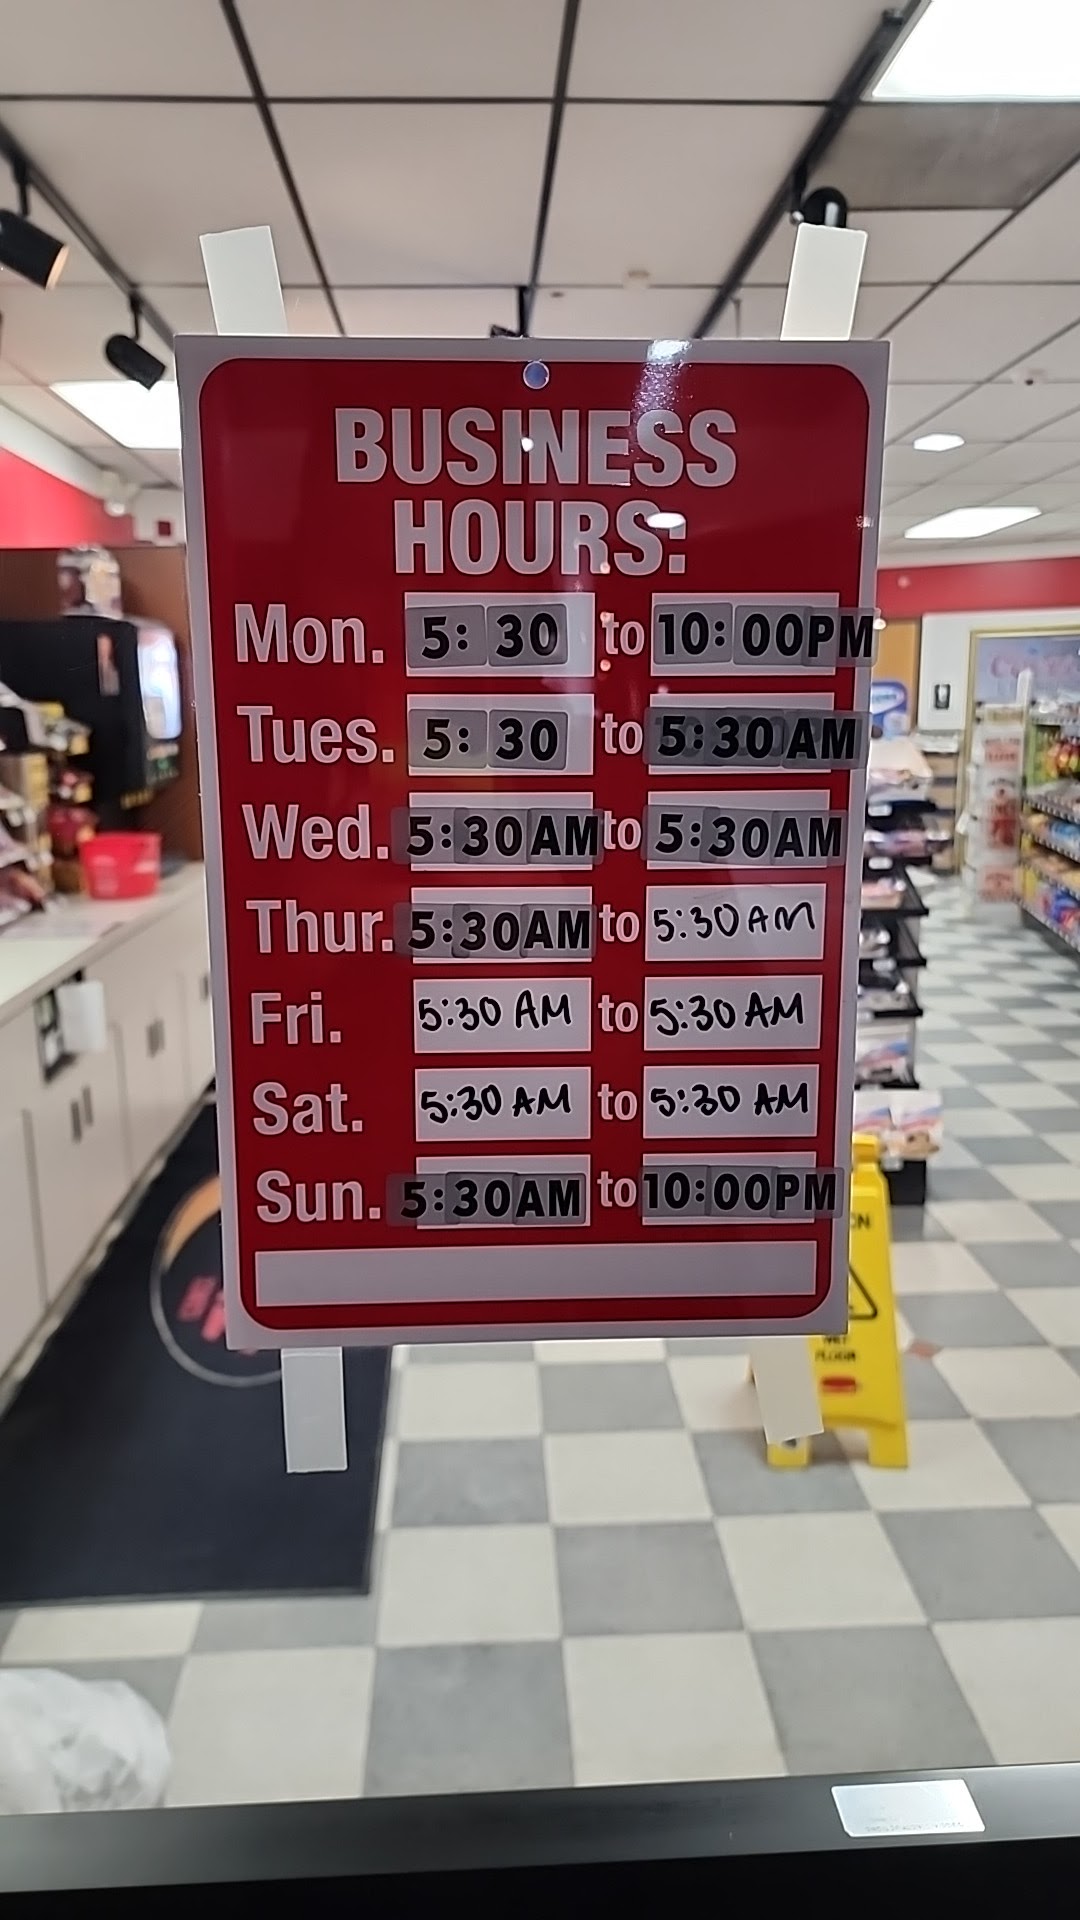 BUSINESS
HOURS:
Mon. 5:30 to 10:00PM
Tues. 5:30 to 5:30AM
Wed. 5:30AM to 5:30AM
Thur. 5:30AM to 5:30AM
Fri. 5:30 AM to 5:30 AM
Sat. 5:30 AM to 5:30 AM
Sun. 5:30AM to 10:00PM
WET
FLOOR